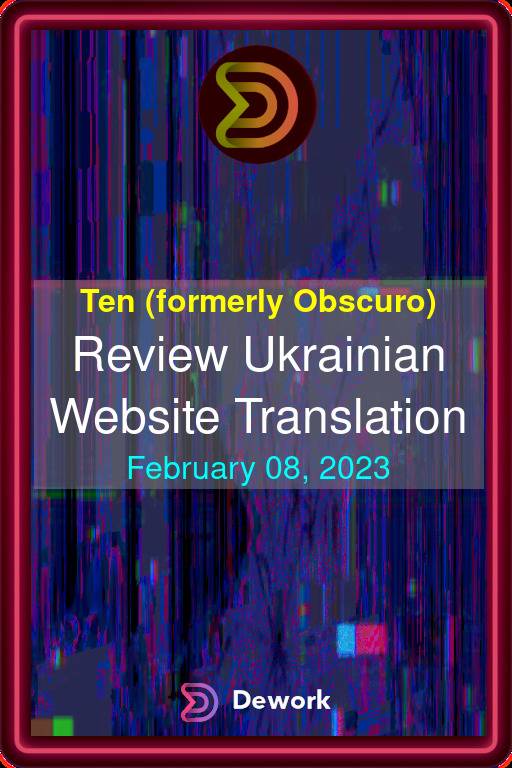 Ten (formerly Obscuro)
Review Ukrainian
Website Translation
February 08, 2023
Dework